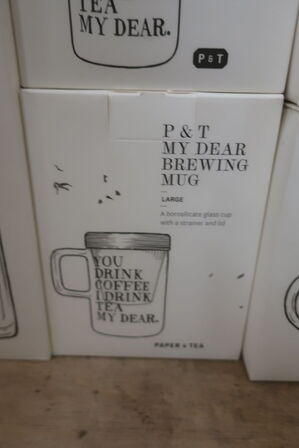 TEA
MY DEAR.
P & T
P & T
MY DEAR
BREWING
MUG
LARGE
A borosilicate glass cup
with a strainer and lid
YOU
DRINK
COFFEE
I DRINK
TEA
MY DEAR.
PAPER & TEA